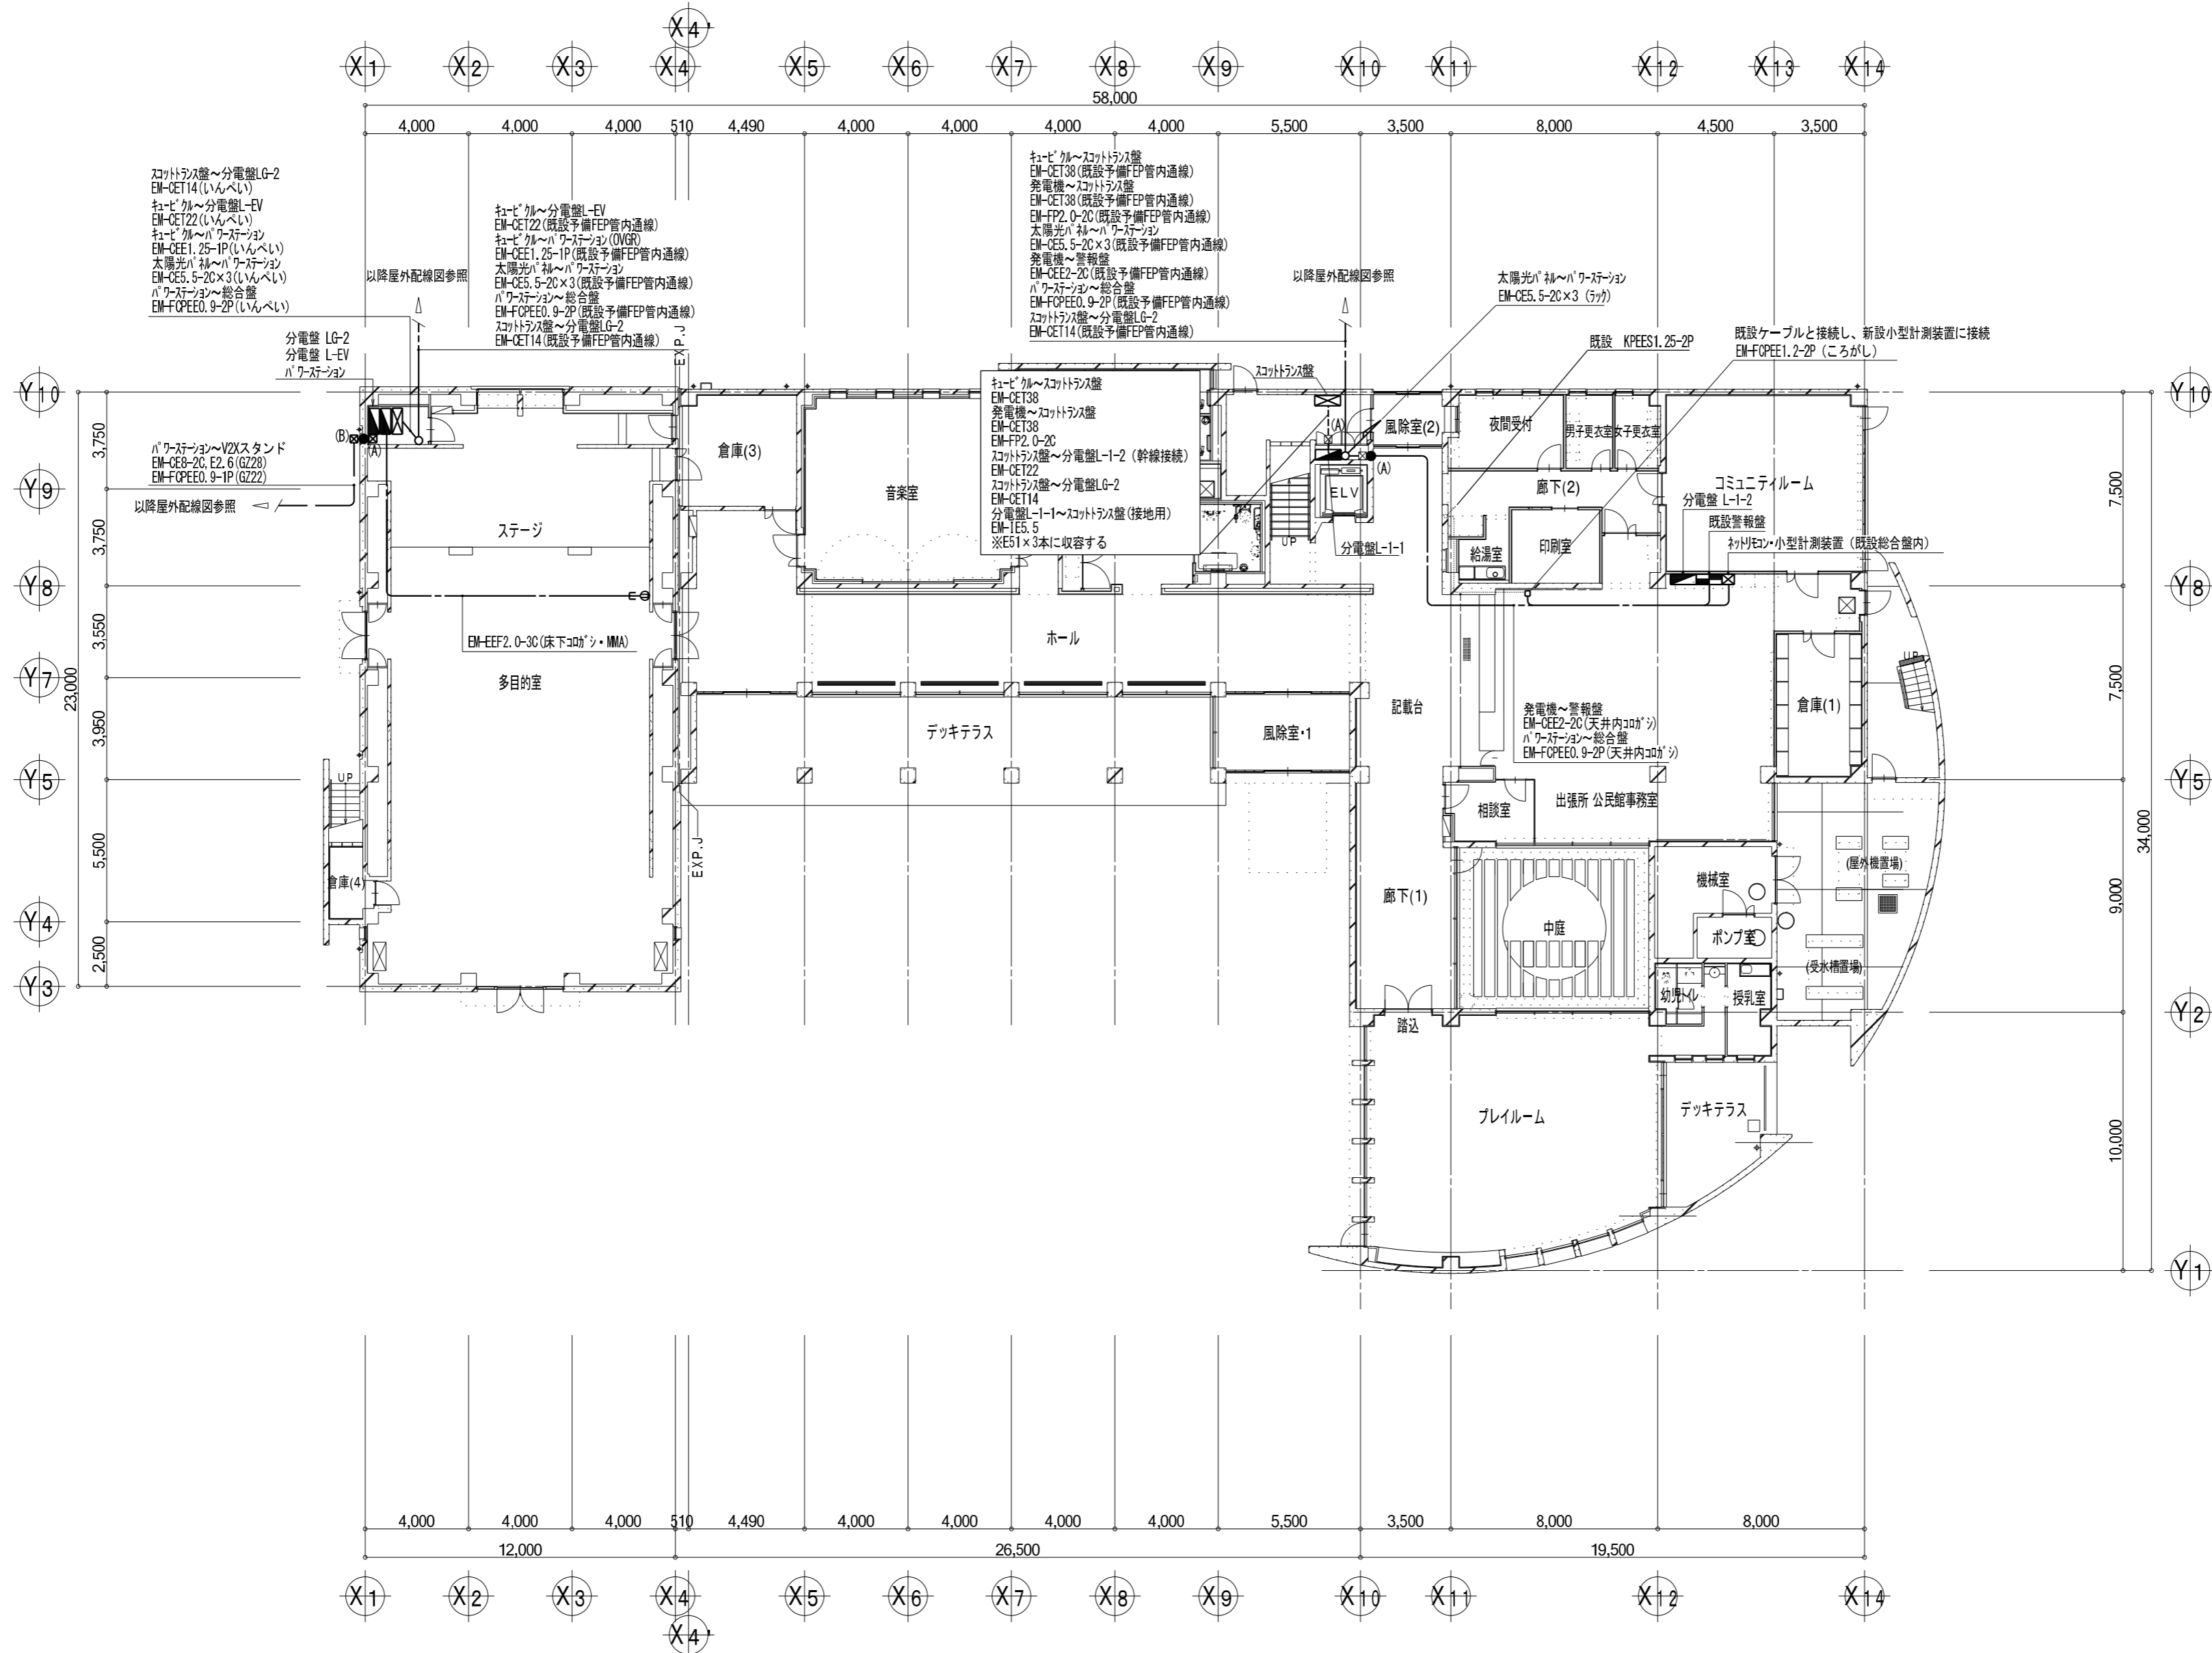 X4'
X1 X2 X3 X4 X5 X6 X7 X8 X9 X10 X11 X12 X13 X14
58,000
4,000 4,000 4,000 510 4,490 4,000 4,000 4,000 4,000 5,500 3,500 8,000 4,500 3,500
スコットトランス盤～分電盤LG-2
EM-CET14(いんぺい)
キュービクル～分電盤L-EV
EM-CET22(いんぺい)
キュービクル～パワーステーション
EM-CEE1.25-1P(いんぺい)
太陽光パネル～パワーステーション
EM-CE5.5-2C×3(いんぺい)
パワーステーション～総合盤
EM-FCPEE0.9-2P(いんぺい)
以降屋外配線図参照
キュービクル～分電盤L-EV
EM-CET22(既設予備FEP管内通線)
キュービクル～パワーステーション(OVGR)
EM-CEE1.25-1P(既設予備FEP管内通線)
太陽光パネル～パワーステーション
EM-CE5.5-2C×3(既設予備FEP管内通線)
パワーステーション～総合盤
EM-FCPEE0.9-2P(既設予備FEP管内通線)
スコットトランス盤～分電盤LG-2
EM-CET14(既設予備FEP管内通線)
キュービクル～スコットトランス盤
EM-CET38(既設予備FEP管内通線)
発電機～スコットトランス盤
EM-CET38(既設予備FEP管内通線)
EM-FP2.0-2C(既設予備FEP管内通線)
太陽光パネル～パワーステーション
EM-CE5.5-2C×3(既設予備FEP管内通線)
発電機～警報盤
EM-CEE2-2C(既設予備FEP管内通線)
パワーステーション～総合盤
EM-FCPEE0.9-2P(既設予備FEP管内通線)
スコットトランス盤～分電盤LG-2
EM-CET14(既設予備FEP管内通線)
以降屋外配線図参照
太陽光パネル～パワーステーション
EM-CE5.5-2C×3 (ラック)
既設 KPEES1.25-2P
既設ケーブルと接続し、新設小型計測装置に接続
EM-FCPEE1.2-2P (ころがし)
分電盤 LG-2
分電盤 L-EV
パワーステーション
EXP.J
スコットトランス盤
Y10
Y10
キュービクル～スコットトランス盤
EM-CET38
発電機～スコットトランス盤
EM-CET38
EM-FP2.0-2C
スコットトランス盤～分電盤L-1-2 (幹線接続)
EM-CET22
スコットトランス盤～分電盤LG-2
EM-CET14
分電盤L-1-1～スコットトランス盤(接地用)
EM-IE5.5
※E51×3本に収容する
(B)
(A)
(A)
(A)
パワーステーション～V2Xスタンド
EM-CE8-2C,E2.6(GZ28)
EM-FCPEE0.9-1P(GZ22)
以降屋外配線図参照
倉庫(3)
音楽室
風除室(2)
夜間受付
男子更衣室
女子更衣室
コミュニティルーム
ELV
UP
廊下(2)
ステージ
給湯室
印刷室
分電盤L-1-1
分電盤 L-1-2
既設警報盤
ネットリモコン・小型計測装置 (既設総合盤内)
Y9
Y8
Y8
EM-EEF2.0-3C(床下コロガシ・MMA)
ホール
多目的室
Y7
デッキテラス
風除室・1
記載台
発電機～警報盤
EM-CEE2-2C(天井内コロガシ)
パワーステーション～総合盤
EM-FCPEE0.9-2P(天井内コロガシ)
倉庫(1)
UP
Y5
Y5
UP
相談室
出張所 公民館事務室
EXP.J
倉庫(4)
廊下(1)
中庭
機械室
ポンプ室
(屋外機置場)
(受水槽置場)
Y4
Y3
幼児トイレ
授乳室
踏込
Y2
プレイルーム
デッキテラス
Y1
3,750
3,750
3,550
3,950
5,500
2,500
23,000
7,500
7,500
9,000
10,000
34,000
4,000 4,000 4,000 510 4,490 4,000 4,000 4,000 4,000 5,500 3,500 8,000 8,000
12,000 26,500 19,500
X1 X2 X3 X4 X5 X6 X7 X8 X9 X10 X11 X12 X14
X4'